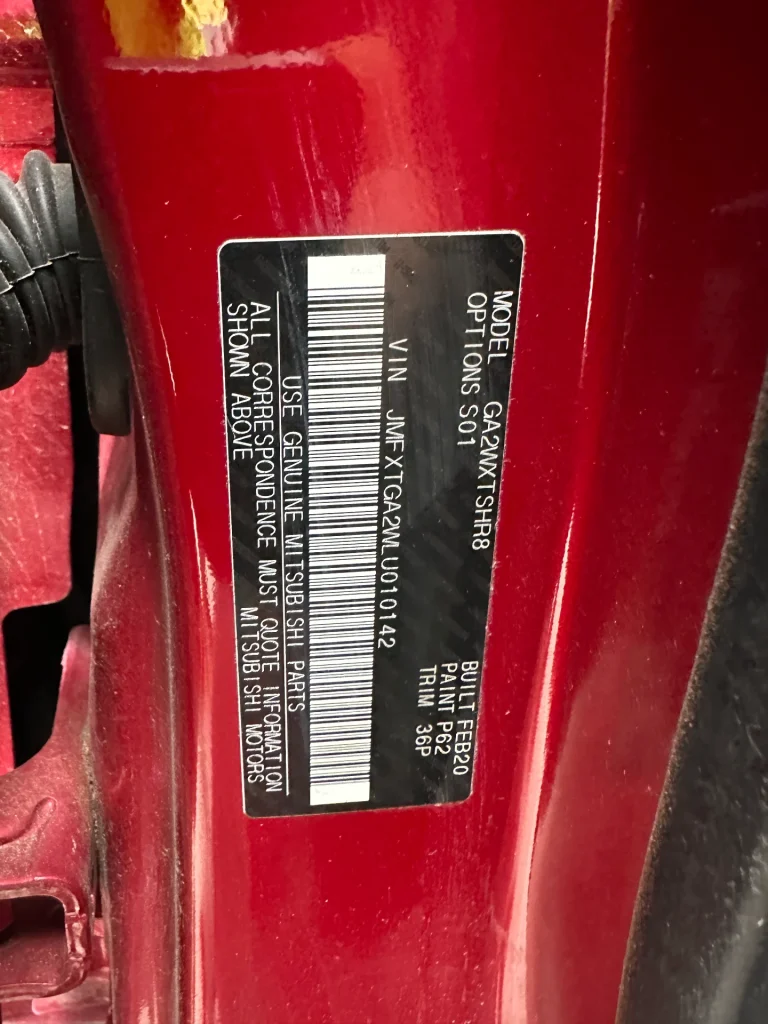 MODEL GA2WXTSHR8
OPTIONS S01
BUILT FEB20
PAINT P62
TRIM 36P
VIN JMFXTGA2WLU010142
USE GENUINE MITSUBISHI PARTS
ALL CORRESPONDENCE MUST QUOTE INFORMATION
SHOWN ABOVE
MITSUBISHI MOTORS